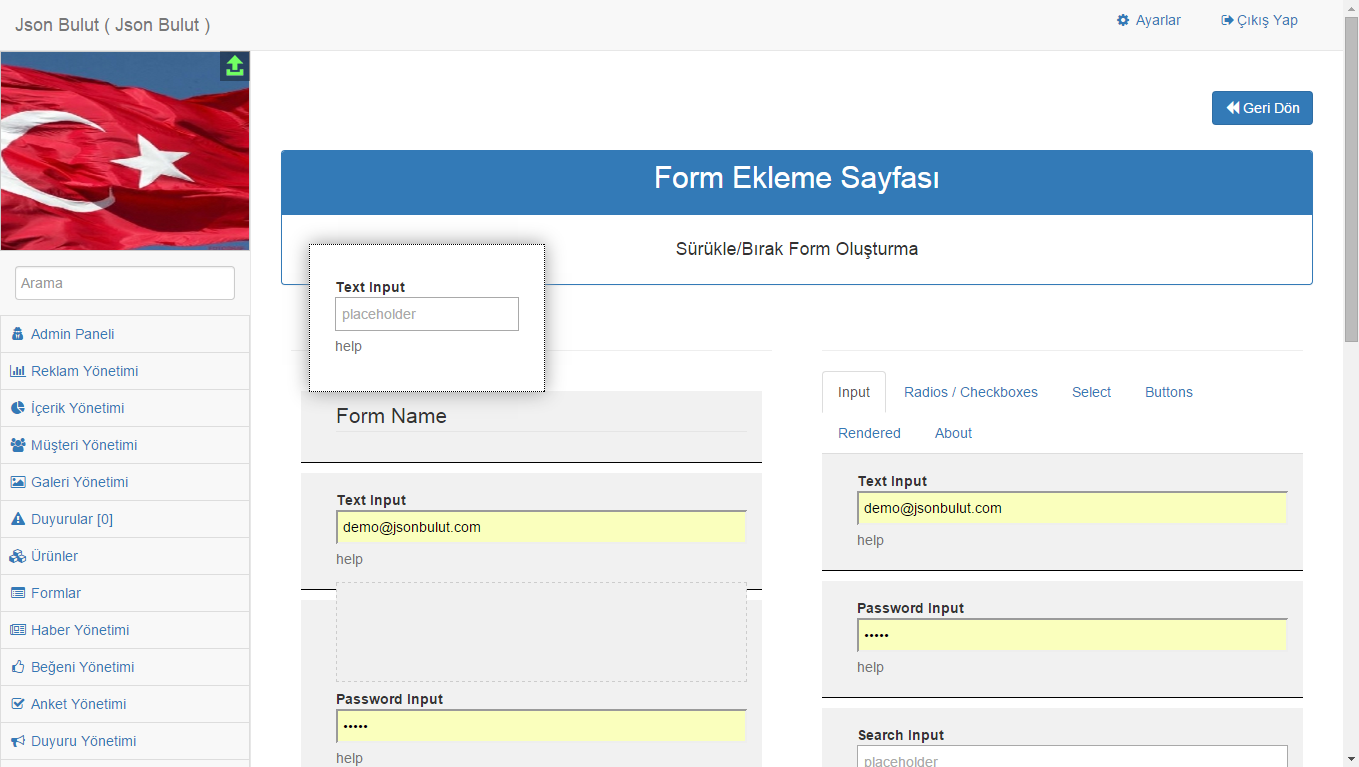 Json Bulut ( Json Bulut )
Ayarlar
Çıkış Yap
Geri Dön
Form Ekleme Sayfası
Sürükle/Bırak Form Oluşturma
Arama
Admin Paneli
Reklam Yönetimi
İçerik Yönetimi
Müşteri Yönetimi
Galeri Yönetimi
Duyurular [0]
Ürünler
Formlar
Haber Yönetimi
Beğeni Yönetimi
Anket Yönetimi
Duyuru Yönetimi
Text Input
placeholder
help
Form Name
Text Input
demo@jsonbulut.com
help
Password Input
•••••
help
Input
Radios / Checkboxes
Select
Buttons
Rendered
About
Text Input
demo@jsonbulut.com
help
Password Input
•••••
help
Search Input
placeholder